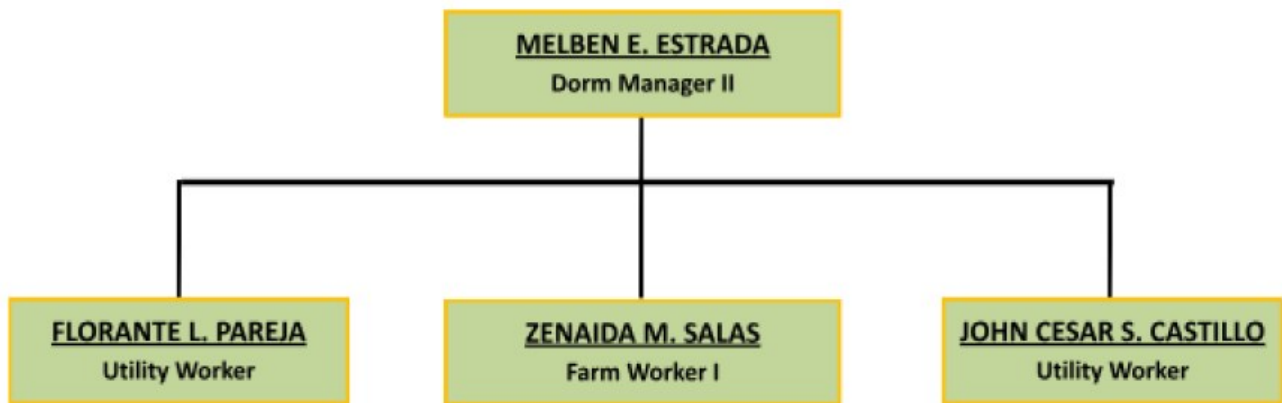 MELBEN E. ESTRADA
Dorm Manager II
FLORANTE L. PAREJA
Utility Worker
ZENAIDA M. SALAS
Farm Worker I
JOHN CESAR S. CASTILLO
Utility Worker